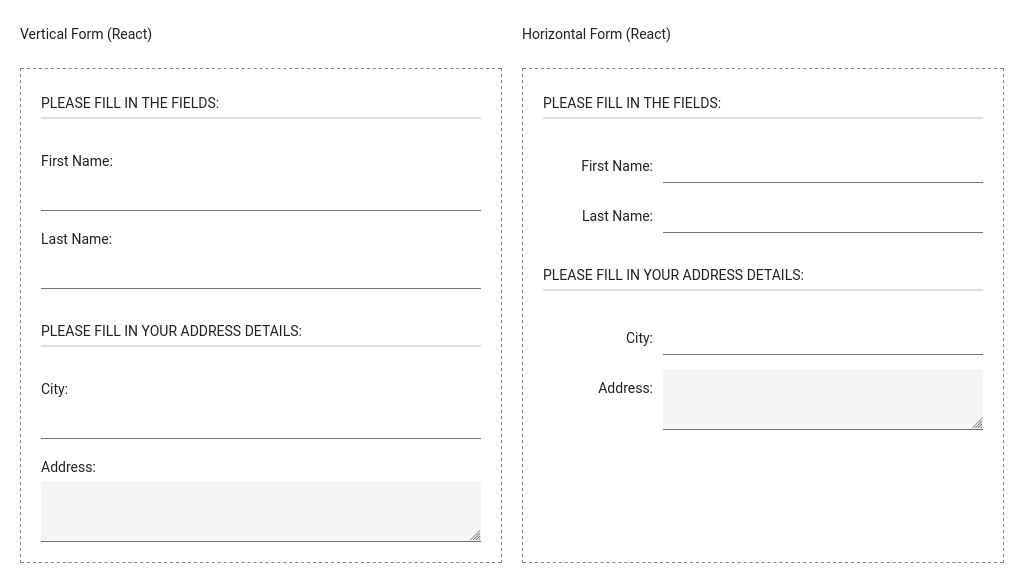 Vertical Form (React)
PLEASE FILL IN THE FIELDS:
First Name:
Last Name:
PLEASE FILL IN YOUR ADDRESS DETAILS:
City:
Address:
Horizontal Form (React)
PLEASE FILL IN THE FIELDS:
First Name:
Last Name:
PLEASE FILL IN YOUR ADDRESS DETAILS:
City:
Address: